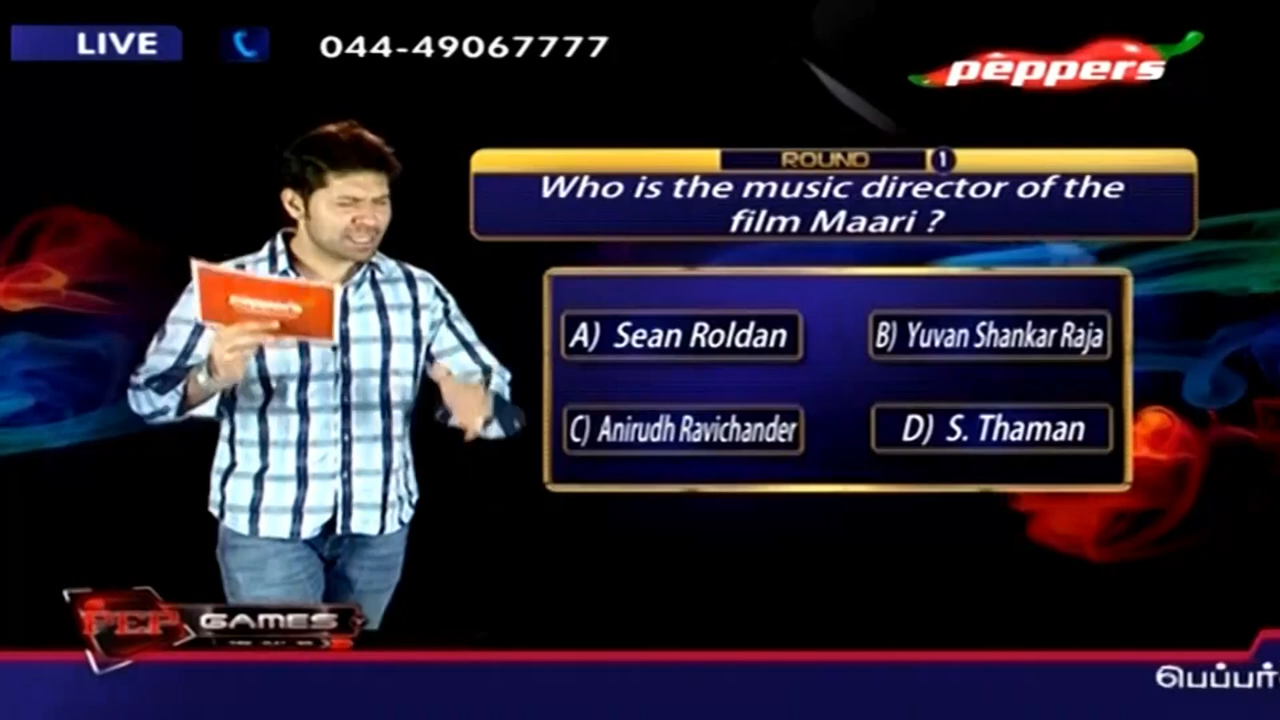 LIVE
044-49067777
peppers
ROUND 1
Who is the music director of the
film Maari ?
A) Sean Roldan
B) Yuvan Shankar Raja
C) Anirudh Ravichander
D) S. Thaman
PEP GAMES
பெப்பர்